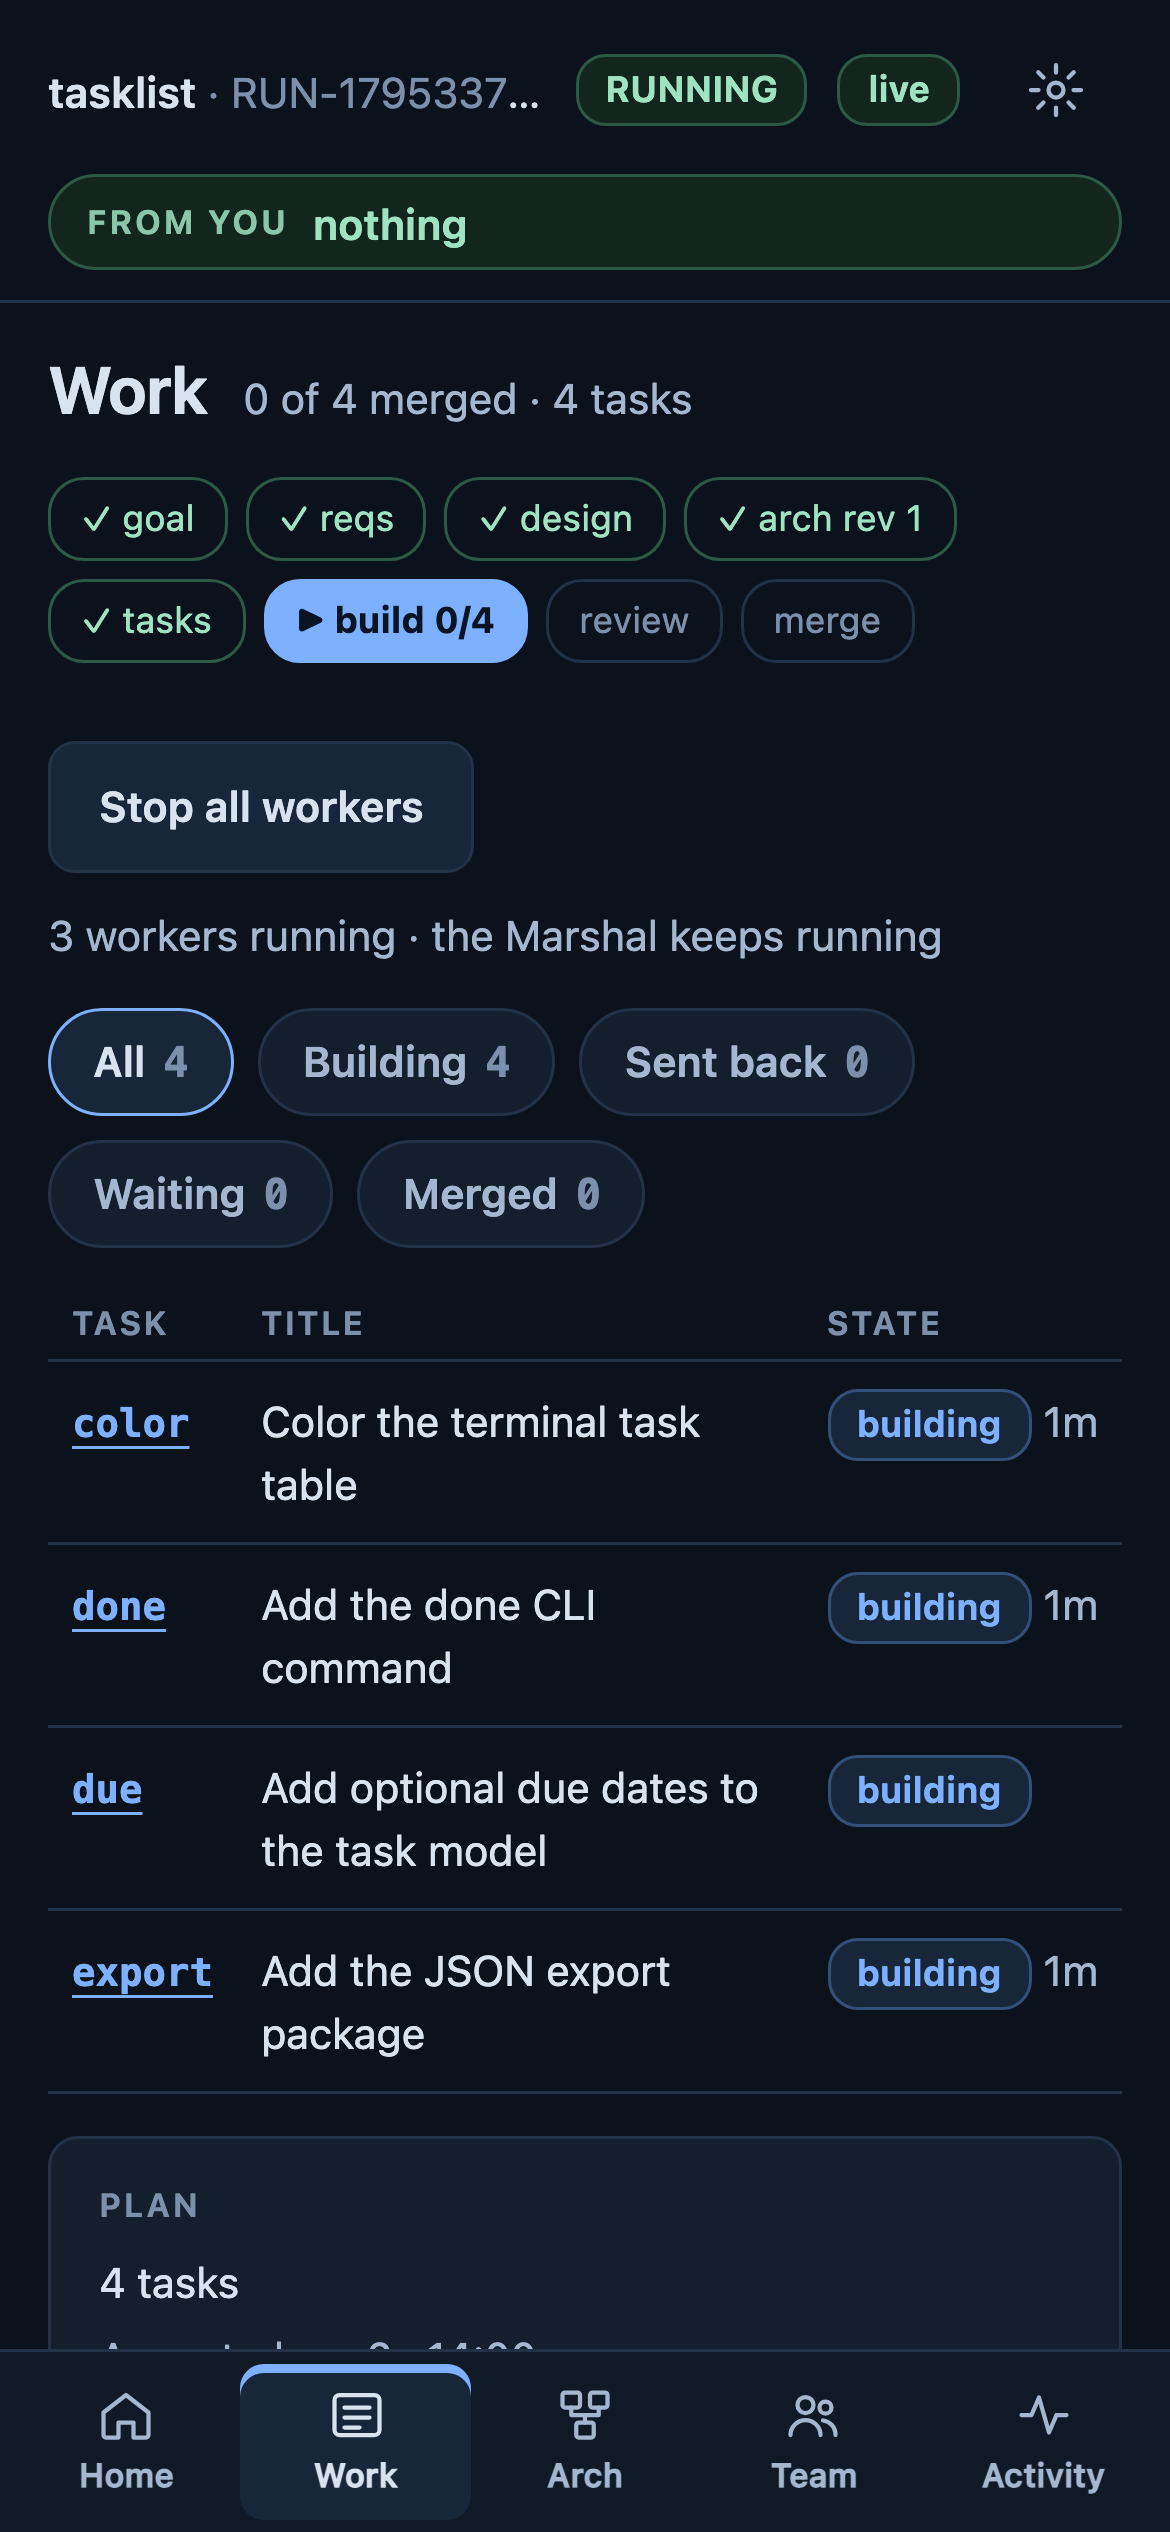 tasklist · RUN-1795337...
RUNNING
live
FROM YOU nothing
Work 0 of 4 merged · 4 tasks
✓ goal ✓ reqs ✓ design ✓ arch rev 1
✓ tasks ▶ build 0/4 review merge
Stop all workers
3 workers running · the Marshal keeps running
All 4 Building 4 Sent back 0
Waiting 0 Merged 0
TASK TITLE STATE
color Color the terminal task building 1m
table
done Add the done CLI building 1m
command
due Add optional due dates to building
the task model
export Add the JSON export building 1m
package
PLAN
4 tasks
Home Work Arch Team Activity